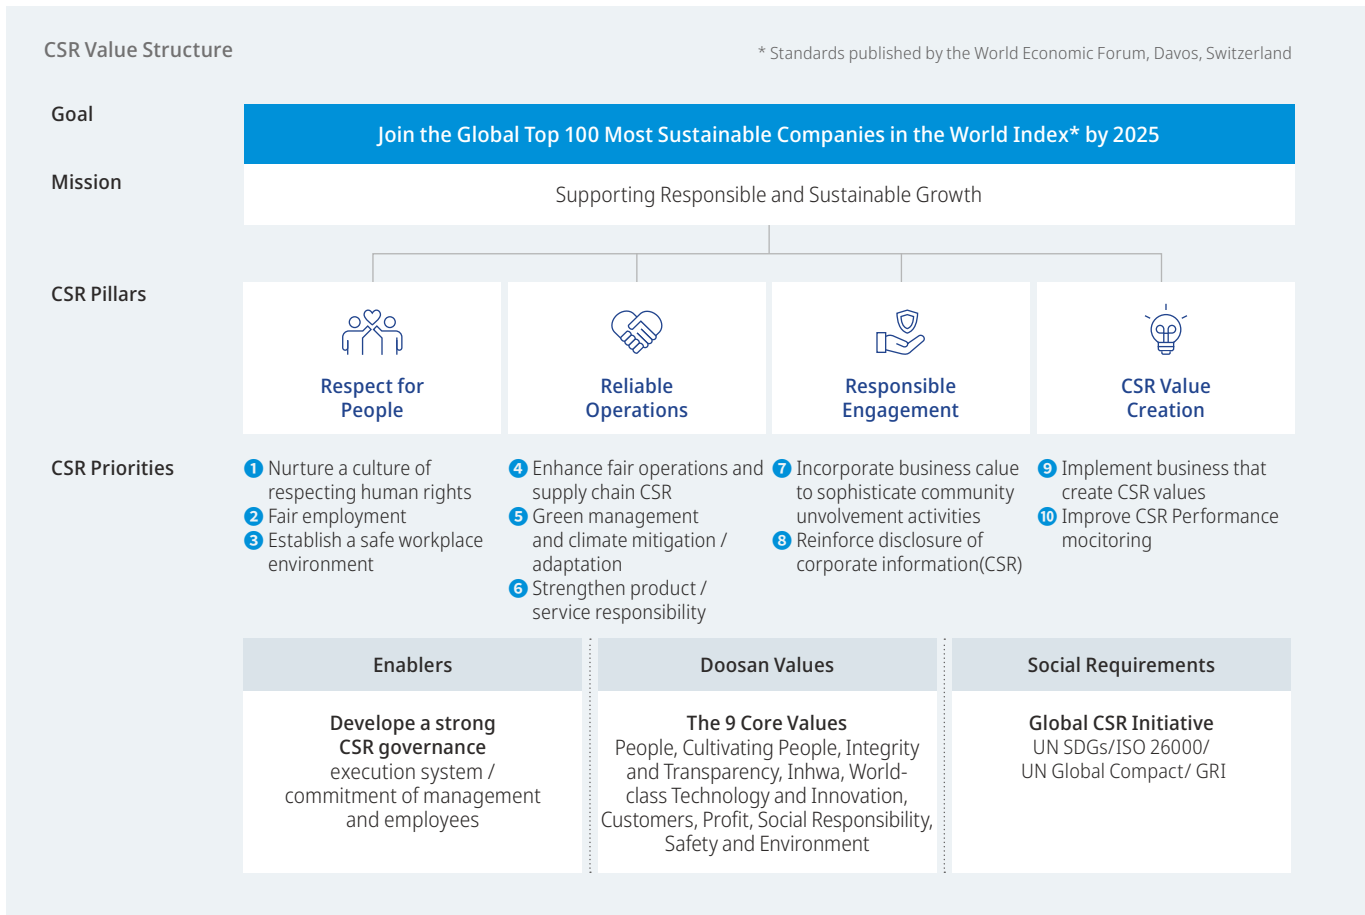 CSR Value Structure
* Standards published by the World Economic Forum, Davos, Switzerland
Goal
Join the Global Top 100 Most Sustainable Companies in the World Index* by 2025
Mission
Supporting Responsible and Sustainable Growth
CSR Pillars
Respect for
People
Reliable
Operations
Responsible
Engagement
CSR Value
Creation
CSR Priorities
1 Nurture a culture of
respecting human rights
2 Fair employment
3 Establish a safe workplace
environment
4 Enhance fair operations and
supply chain CSR
5 Green management
and climate mitigation /
adaptation
6 Strengthen product /
service responsibility
7 Incorporate business calue
to sophisticate community
unvolvement activities
8 Reinforce disclosure of
corporate information(CSR)
9 Implement business that
create CSR values
10 Improve CSR Performance
mocitoring
Enablers
Develope a strong
CSR governance
execution system /
commitment of management
and employees
Doosan Values
The 9 Core Values
People, Cultivating People, Integrity
and Transparency, Inhwa, World-
class Technology and Innovation,
Customers, Profit, Social Responsibility,
Safety and Environment
Social Requirements
Global CSR Initiative
UN SDGs/ISO 26000/
UN Global Compact/ GRI